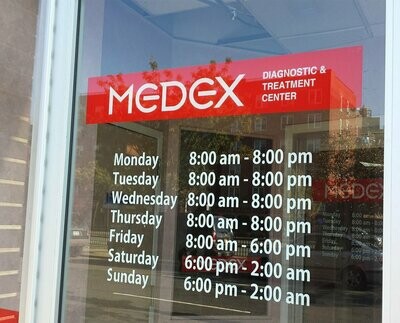 MEDEX
DIAGNOSTIC &
TREATMENT
CENTER
Monday 8:00 am - 8:00 pm
Tuesday 8:00 am - 8:00 pm
Wednesday 8:00 am - 8:00 pm
Thursday 8:00 am - 8:00 pm
Friday 8:00 am - 6:00 pm
Saturday 6:00 pm - 2:00 am
Sunday 6:00 pm - 2:00 am
MEDEX